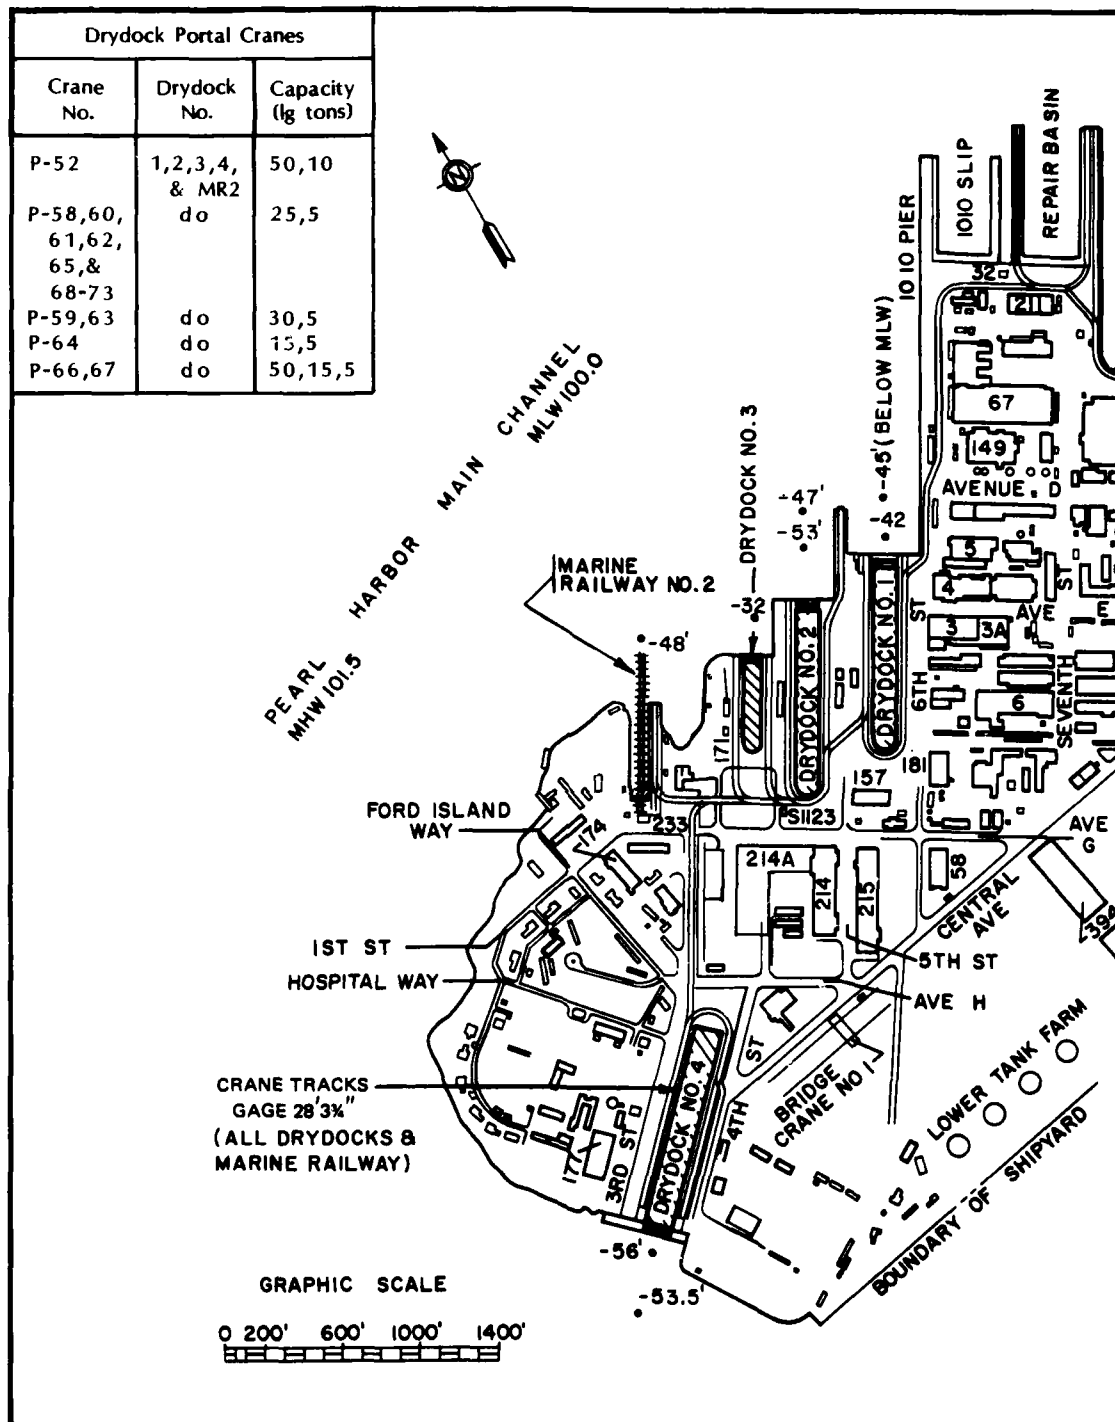 Drydock Portal Cranes
Crane No.
Drydock No.
Capacity (lg tons)
P-52 1,2,3,4, & MR2 50,10
P-58,60, 61,62, 65,& 68-73 do 25,5
P-59,63 do 30,5
P-64 do 15,5
P-66,67 do 50,15,5
N
1010 PIER
1010 SLIP
REPAIR BASIN
32
211
67
149
AVENUE D
-45' (BELOW MLW)
-42
PEARL HARBOR MAIN CHANNEL
MHW 101.5
MLW 100.0
DRYDOCK NO. 3
-47'
-53'
MARINE
RAILWAY NO. 2
-32
-48'
5
4
ST
ST
AVE E
3
3A
6TH
SEVENTH
6
DRYDOCK NO. 2
DRYDOCK NO. 1
171
157
181
S1123
233
FORD ISLAND
WAY
174
AVE
G
214A
214
215
58
CENTRAL
AVE
39A
1ST ST
5TH ST
HOSPITAL WAY
AVE H
CRANE TRACKS
GAGE 28'3¾"
(ALL DRYDOCKS &
MARINE RAILWAY)
DRYDOCK NO. 4
4TH
ST
BRIDGE
CRANE NO 1
LOWER TANK FARM
177
3RD ST
BOUNDARY OF SHIPYARD
-56'
-53.5'
GRAPHIC SCALE
0 200' 600' 1000' 1400'